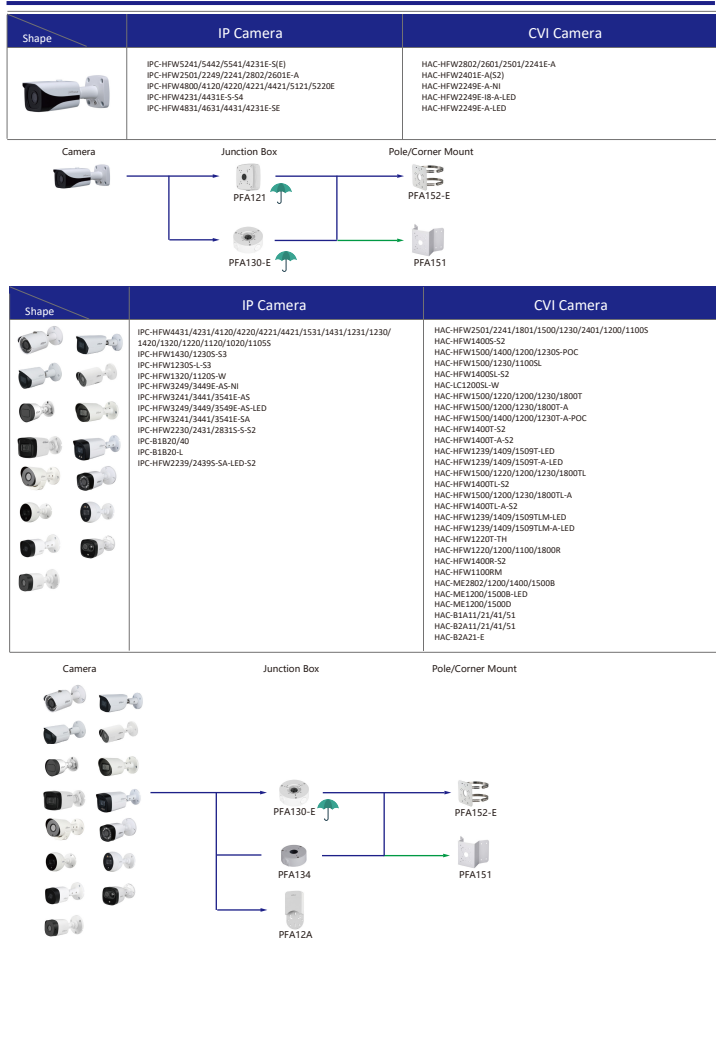 Shape
IP Camera
CVI Camera
IPC-HFW5241/5442/5541/4231E-S(E)
IPC-HFW2501/2249/2241/2802/2601E-A
IPC-HFW4800/4120/4220/4221/4421/5121/5220E
IPC-HFW4231/4431E-S-S4
IPC-HFW4831/4631/4431/4231E-SE
HAC-HFW2802/2601/2501/2241E-A
HAC-HFW2401E-A(S2)
HAC-HFW2249E-A-NI
HAC-HFW2249E-I8-A-LED
HAC-HFW2249E-A-LED
Camera
Junction Box
Pole/Corner Mount
PFA121
PFA152-E
PFA130-E
PFA151
Shape
IP Camera
CVI Camera
IPC-HFW4431/4231/4120/4220/4221/4421/1531/1431/1231/1230/
1420/1320/1220/1120/1020/1105S
IPC-HFW1430/1230S-S3
IPC-HFW1230S-L-S3
IPC-HFW1320/1120S-W
IPC-HFW3249/3449E-AS-NI
IPC-HFW3241/3441/3541E-AS
IPC-HFW3249/3449/3549E-AS-LED
IPC-HFW3241/3441/3541E-SA
IPC-HFW2230/2431/2831S-S-S2
IPC-B1B20/40
IPC-B1B20-L
IPC-HFW2239/2439S-SA-LED-S2
HAC-HFW2501/2241/1801/1500/1230/2401/1200/1100S
HAC-HFW1400S-S2
HAC-HFW1500/1400/1200/1230S-POC
HAC-HFW1500/1230/1100SL
HAC-HFW1400SL-S2
HAC-LC1200SL-W
HAC-HFW1500/1220/1200/1230/1800T
HAC-HFW1500/1200/1230/1800T-A
HAC-HFW1500/1400/1200/1230T-A-POC
HAC-HFW1400T-S2
HAC-HFW1400T-A-S2
HAC-HFW1239/1409/1509T-LED
HAC-HFW1239/1409/1509T-A-LED
HAC-HFW1500/1220/1200/1230/1800TL
HAC-HFW1400TL-S2
HAC-HFW1500/1200/1230/1800TL-A
HAC-HFW1400TL-A-S2
HAC-HFW1239/1409/1509TLM-LED
HAC-HFW1239/1409/1509TLM-A-LED
HAC-HFW1220T-TH
HAC-HFW1220/1200/1100/1800R
HAC-HFW1400R-S2
HAC-HFW1100RM
HAC-ME2802/1200/1400/1500B
HAC-ME1200/1500B-LED
HAC-ME1200/1500D
HAC-B1A11/21/41/51
HAC-B2A11/21/41/51
HAC-B2A21-E
Camera
Junction Box
Pole/Corner Mount
PFA130-E
PFA152-E
PFA134
PFA151
PFA12A